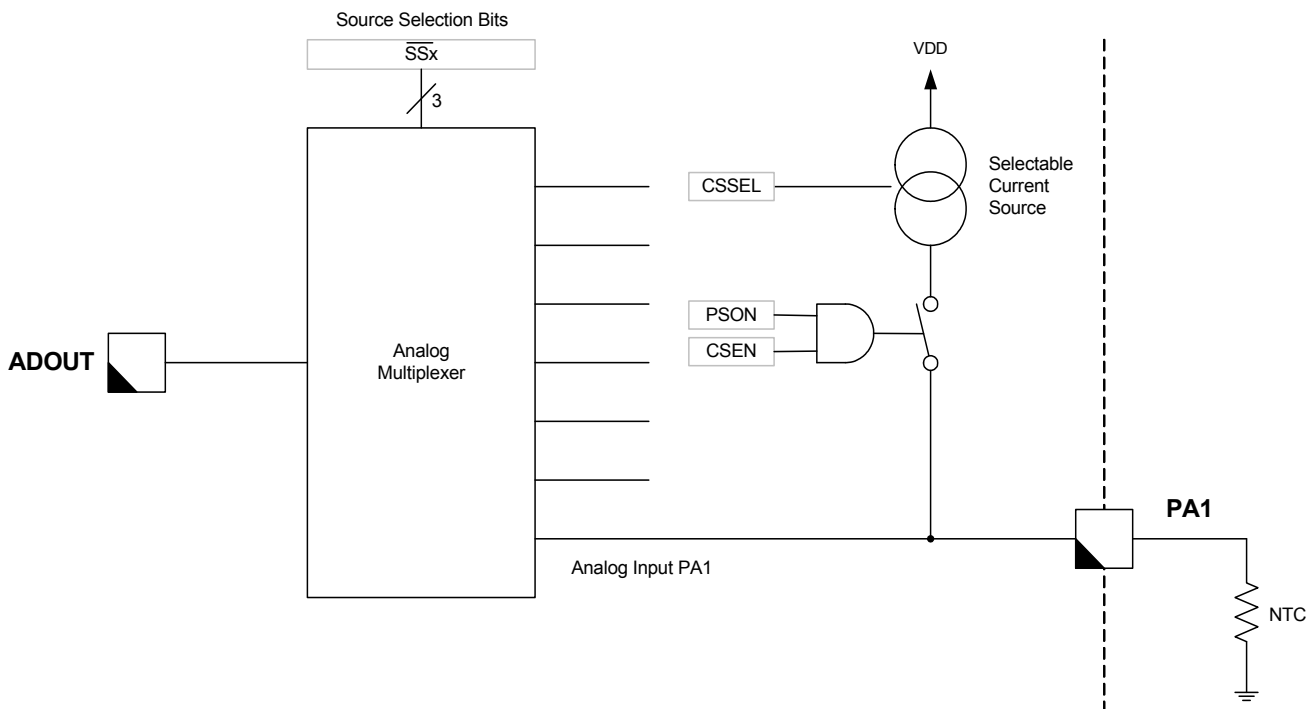 Source Selection Bits
SSx
3
VDD
CSSEL
Selectable
Current
Source
PSON
CSEN
ADOUT
Analog
Multiplexer
PA1
Analog Input PA1
NTC